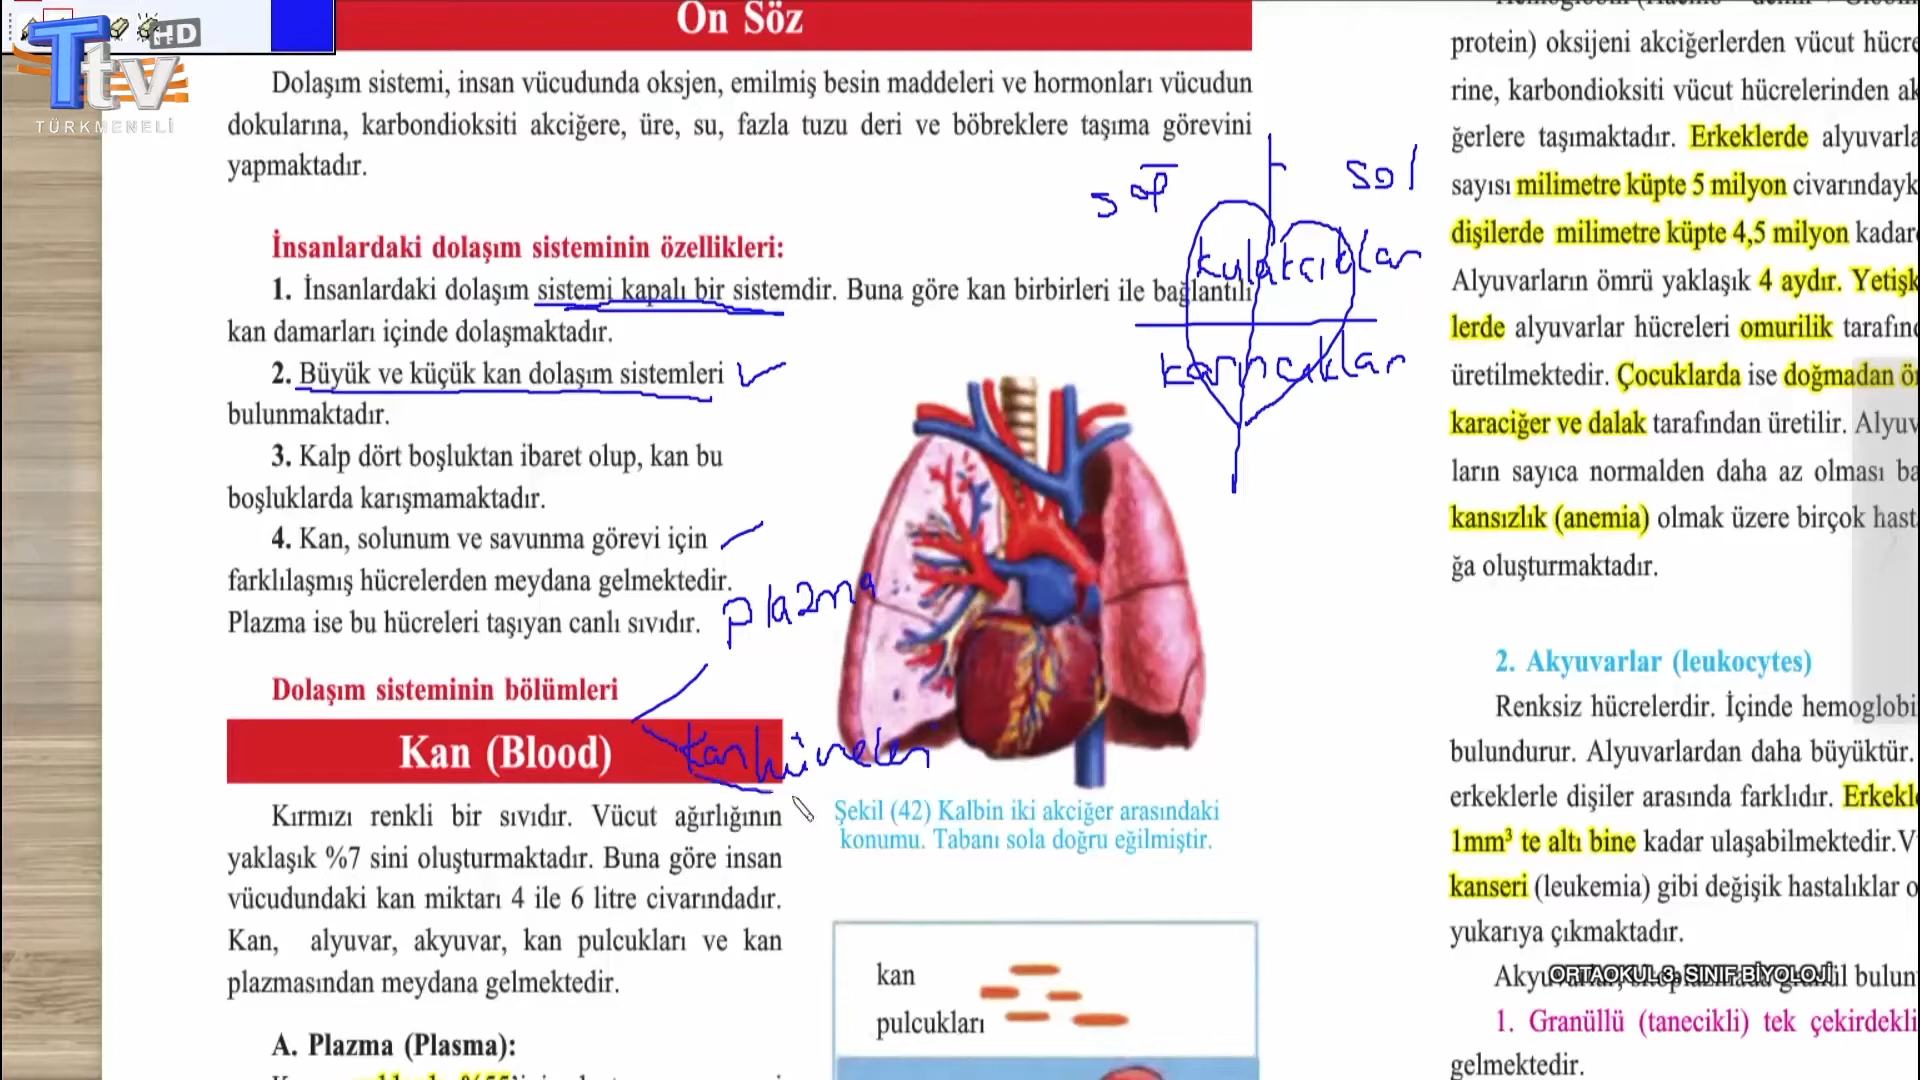 HD
Ttv
TÜRKMENELİ
Ön Söz
Dolaşım sistemi, insan vücudunda oksjen, emilmiş besin maddeleri ve hormonları vücudun
dokularına, karbondioksiti akciğere, üre, su, fazla tuzu deri ve böbreklere taşıma görevini
yapmaktadır.
İnsanlardaki dolaşım sisteminin özellikleri:
1. İnsanlardaki dolaşım sistemi kapalı bir sistemdir. Buna göre kan birbirleri ile bağlantılı
kan damarları içinde dolaşmaktadır.
2. Büyük ve küçük kan dolaşım sistemleri
bulunmaktadır.
3. Kalp dört boşluktan ibaret olup, kan bu
boşluklarda karışmamaktadır.
4. Kan, solunum ve savunma görevi için
farklılaşmış hücrelerden meydana gelmektedir.
Plazma ise bu hücreleri taşıyan canlı sıvıdır.
sağ
sol
kulakçıklar
karıncıklar
plazma
Dolaşım sisteminin bölümleri
Kan (Blood)
kan
Kırmızı renkli bir sıvıdır. Vücut ağırlığının
yaklaşık %7 sini oluşturmaktadır. Buna göre insan
vücudundaki kan miktarı 4 ile 6 litre civarındadır.
Kan, alyuvar, akyuvar, kan pulcukları ve kan
plazmasından meydana gelmektedir.
A. Plazma (Plasma):
Şekil (42) Kalbin iki akciğer arasındaki
konumu. Tabanı sola doğru eğilmiştir.
kan
pulcukları
protein) oksijeni akciğerlerden vücut hücre
rine, karbondioksiti vücut hücrelerinden ak
ğerlere taşımaktadır. Erkeklerde alyuvarla
sayısı milimetre küpte 5 milyon civarındayk
dişilerde milimetre küpte 4,5 milyon kadar
Alyuvarların ömrü yaklaşık 4 aydır. Yetişk
lerde alyuvarlar hücreleri omurilik tarafınd
üretilmektedir. Çocuklarda ise doğmadan ön
karaciğer ve dalak tarafından üretilir. Alyuv
ların sayıca normalden daha az olması ba
kansızlık (anemia) olmak üzere birçok hast
ğa oluşturmaktadır.
2. Akyuvarlar (leukocytes)
Renksiz hücrelerdir. İçinde hemoglobi
bulundurur. Alyuvarlardan daha büyüktür.
erkeklerle dişiler arasında farklıdır. Erkekle
1mm³ te altı bine kadar ulaşabilmektedir.V
kanseri (leukemia) gibi değişik hastalıklar o
yukarıya çıkmaktadır.
ORTAOKUL 3. SINIF BİYOLOJİ
1. Granüllü (tanecikli) tek çekirdekli
gelmektedir.